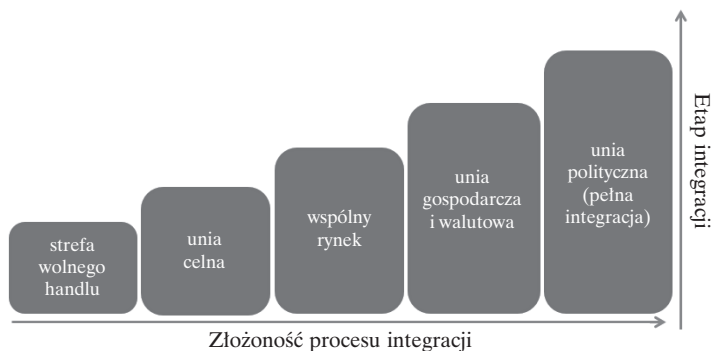 strefa
wolnego
handlu
unia
celna
wspólny
rynek
unia
gospodarcza
i walutowa
unia
polityczna
(pełna
integracja)
Etap integracji
Złożoność procesu integracji